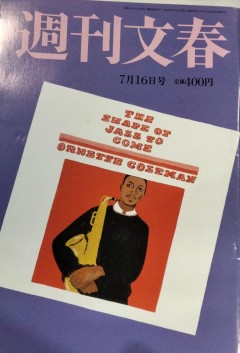 週刊文春
7月16日号 定価400円
THE
SHAPE OF
JAZZ TO
COME
ORNETTE COLEMAN